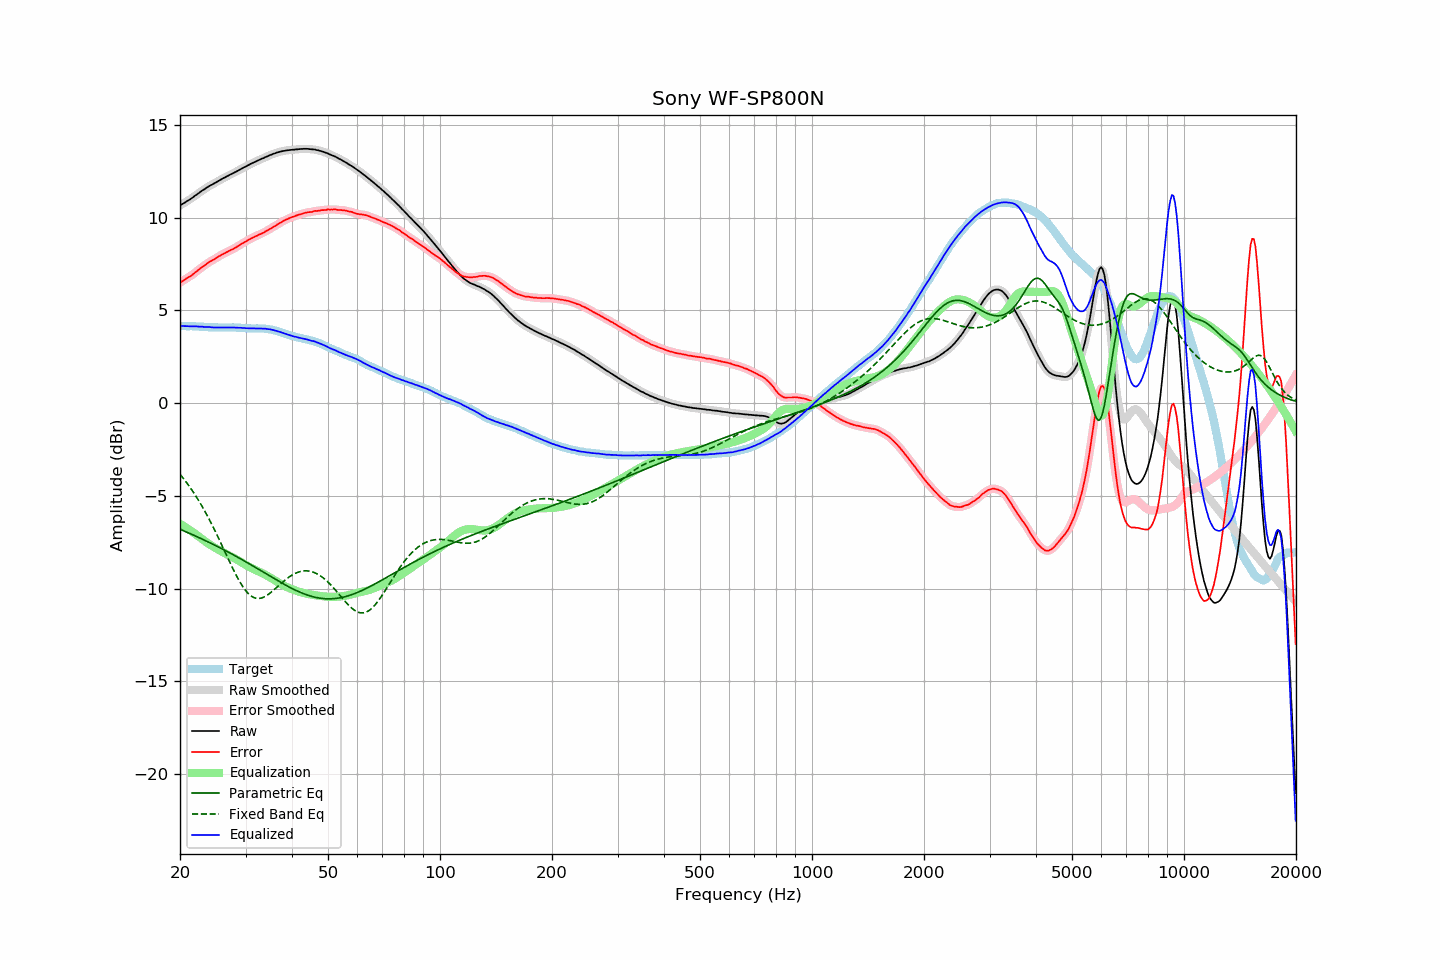 Sony WF-SP800N
15
10
5
0
−5
−10
−15
−20
Amplitude (dBr)
Target
Raw Smoothed
Error Smoothed
Raw
Error
Equalization
Parametric Eq
Fixed Band Eq
Equalized
20 50 100 200 500 1000 2000 5000 10000 20000
Frequency (Hz)